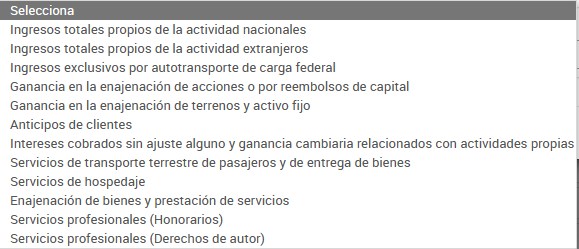 Selecciona
Ingresos totales propios de la actividad nacionales
Ingresos totales propios de la actividad extranjeros
Ingresos exclusivos por autotransporte de carga federal
Ganancia en la enajenación de acciones o por reembolsos de capital
Ganancia en la enajenación de terrenos y activo fijo
Anticipos de clientes
Intereses cobrados sin ajuste alguno y ganancia cambiaria relacionados con actividades propias
Servicios de transporte terrestre de pasajeros y de entrega de bienes
Servicios de hospedaje
Enajenación de bienes y prestación de servicios
Servicios profesionales (Honorarios)
Servicios profesionales (Derechos de autor)